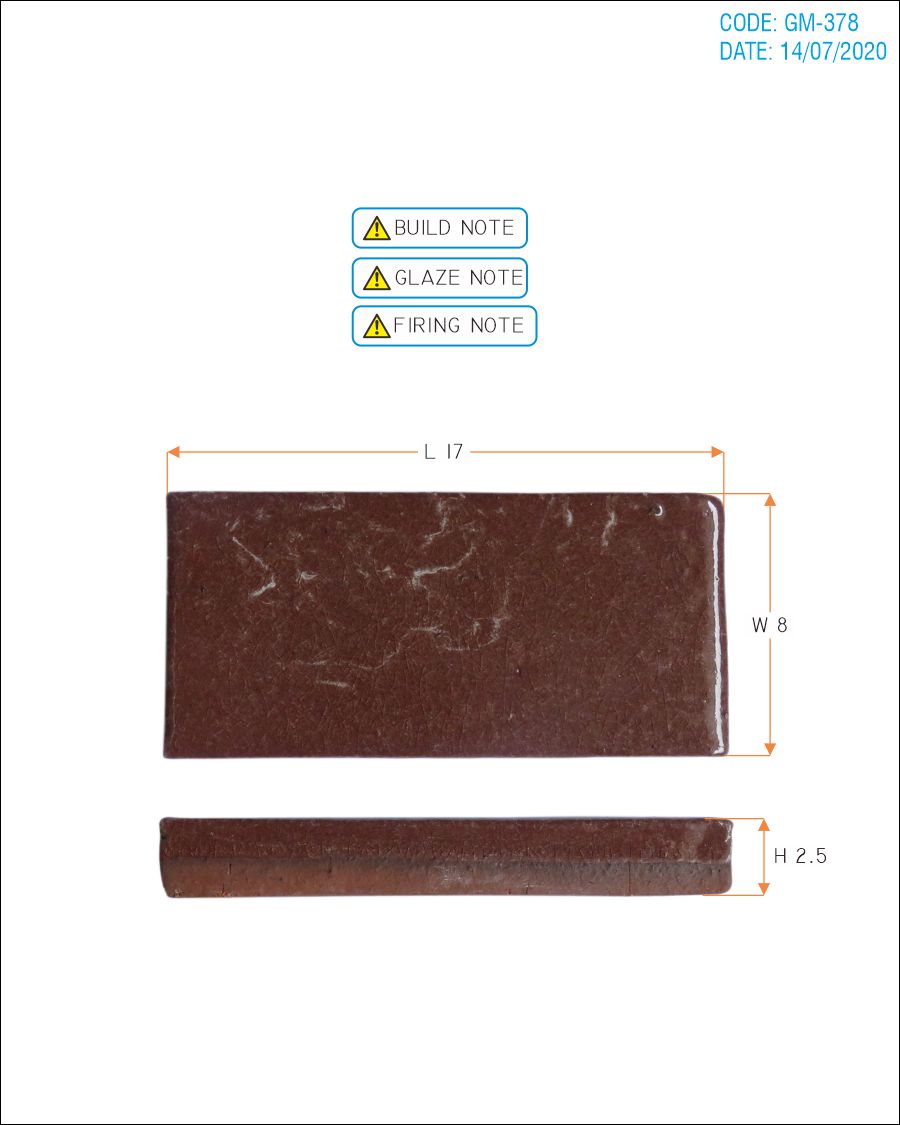 CODE: GM-378
DATE: 14/07/2020
BUILD NOTE
GLAZE NOTE
FIRING NOTE
L 17
W 8
H 2.5